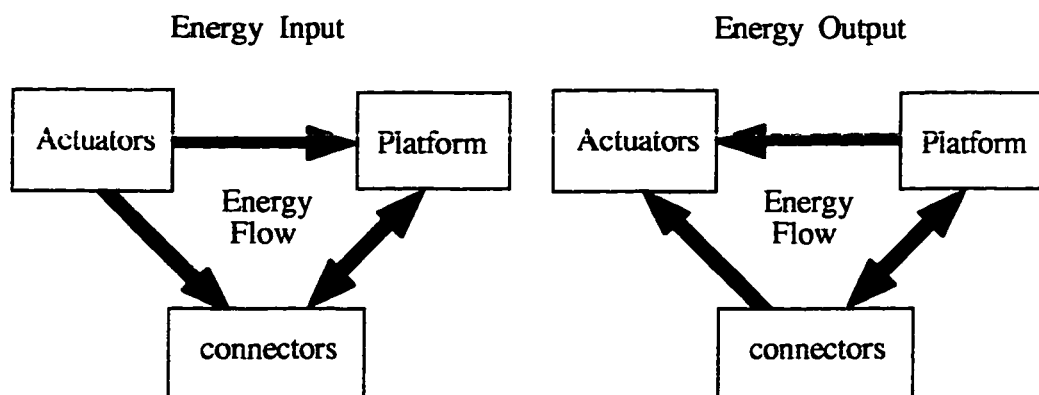 Energy Input
Energy Output
Actuators
Platform
Energy
Flow
connectors
Actuators
Platform
Energy
Flow
connectors